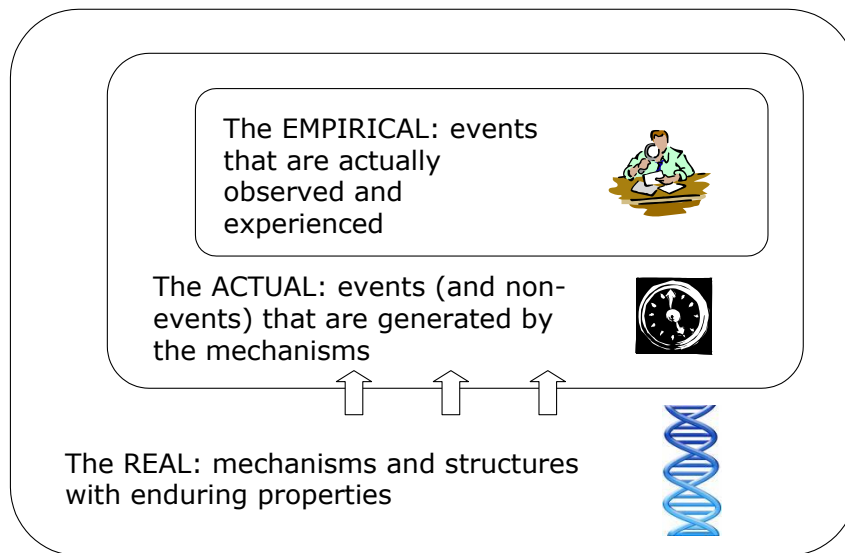 The EMPIRICAL: events
that are actually
observed and
experienced
The ACTUAL: events (and non-
events) that are generated by
the mechanisms
The REAL: mechanisms and structures
with enduring properties